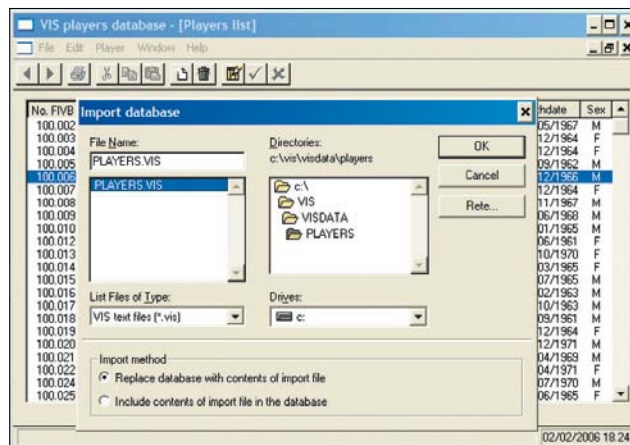 VIS players database - [Players list]
File Edit Player Window Help
No. FIVB
hdate Sex
100.002 05/1967 M
100.003 12/1964 F
100.004 12/1964 F
100.005 09/1962 M
100.006 12/1966 M
100.007 12/1964 F
100.008 11/1967 M
100.009 06/1968 M
100.010 01/1965 M
100.012 06/1961 F
100.013 10/1970 F
100.014 03/1965 F
100.015 07/1965 M
100.016 02/1963 M
100.017 10/1963 M
100.018 09/1961 M
100.019 12/1964 F
100.020 12/1971 M
100.021 04/1969 M
100.022 04/1971 F
100.024 07/1970 M
100.025 06/1965 F
Import database
File Name:
PLAYERS.VIS
PLAYERS.VIS
List Files of Type:
VIS text files (*.vis)
Directories:
c:\vis\visdata\players
c:\
VIS
VISDATA
PLAYERS
Drives:
c:
OK
Cancel
Rete...
Import method
Replace database with contents of import file
Include contents of import file in the database
02/02/2006 18.24